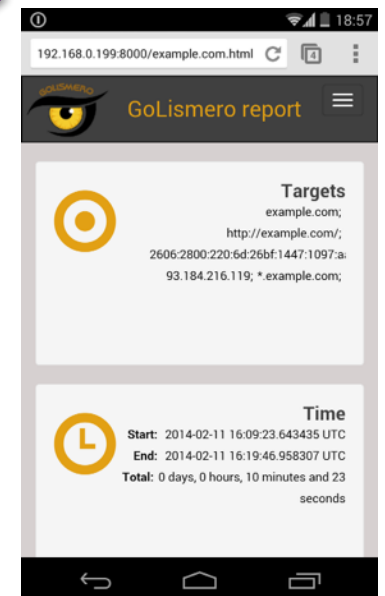 18:57
192.168.0.199:8000/example.com.html
4
GOLISMERO
GoLismero report
Targets
example.com;
http://example.com/;
2606:2800:220:6d:26bf:1447:1097:a
93.184.216.119; *.example.com;
Time
Start: 2014-02-11 16:09:23.643435 UTC
End: 2014-02-11 16:19:46.958307 UTC
Total: 0 days, 0 hours, 10 minutes and 23
seconds